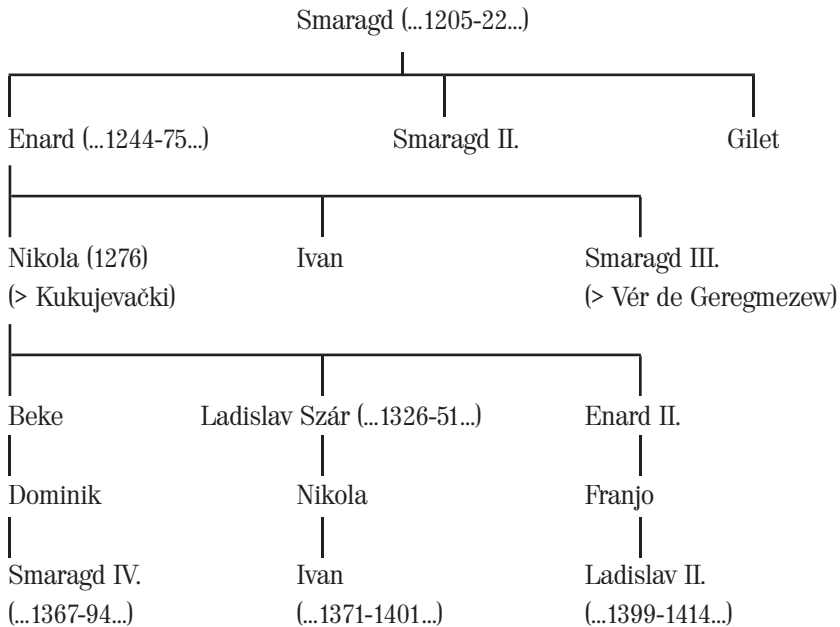 Smaragd (...1205-22...)
Enard (...1244-75...) Smaragd II. Gilet
Nikola (1276) Ivan Smaragd III.
(> Kukujevački) (> Vér de Geregmezew)
Beke Ladislav Szár (...1326-51...) Enard II.
Dominik Nikola Franjo
Smaragd IV. Ivan Ladislav II.
(...1367-94...) (...1371-1401...) (...1399-1414...)